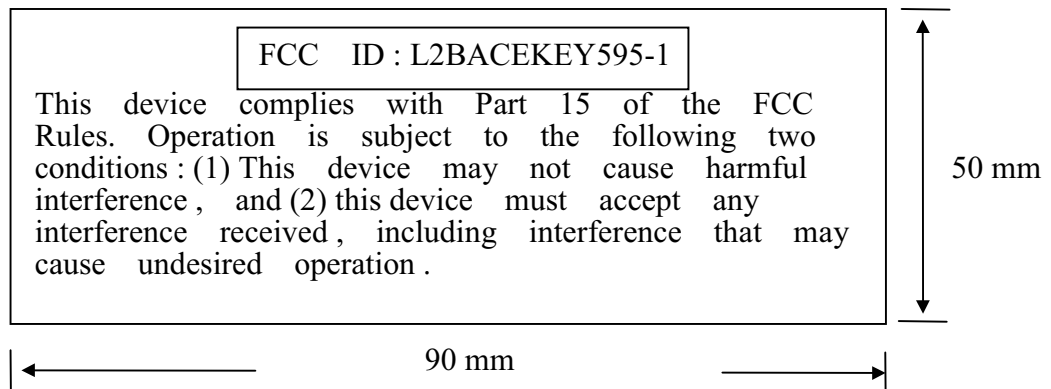 FCC ID : L2BACEKEY595-1
This device complies with Part 15 of the FCC
Rules. Operation is subject to the following two
conditions : (1) This device may not cause harmful
interference , and (2) this device must accept any
interference received , including interference that may
cause undesired operation .
50 mm
90 mm